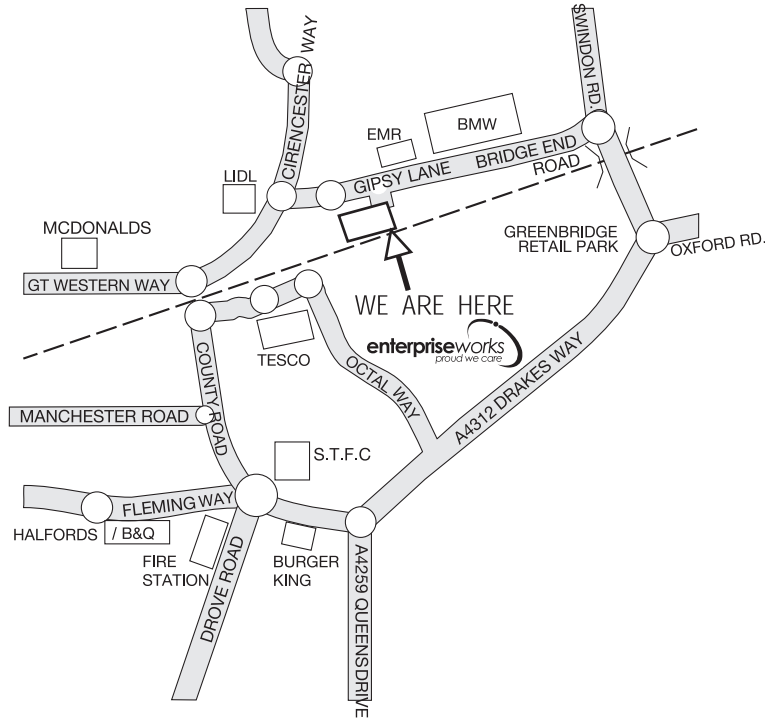 SWINDON RD.
CIRENCESTER WAY
BMW
EMR
BRIDGE END
ROAD
GIPSY LANE
LIDL
MCDONALDS
GREENBRIDGE
RETAIL PARK
OXFORD RD.
GT WESTERN WAY
WE ARE HERE
enterpriseworks
proud we care
TESCO
OCTAL WAY
COUNTY ROAD
A4312 DRAKES WAY
MANCHESTER ROAD
S.T.F.C
FLEMING WAY
HALFORDS / B&Q
FIRE
STATION
BURGER
KING
DROVE ROAD
A4259 QUEENSDRIVE